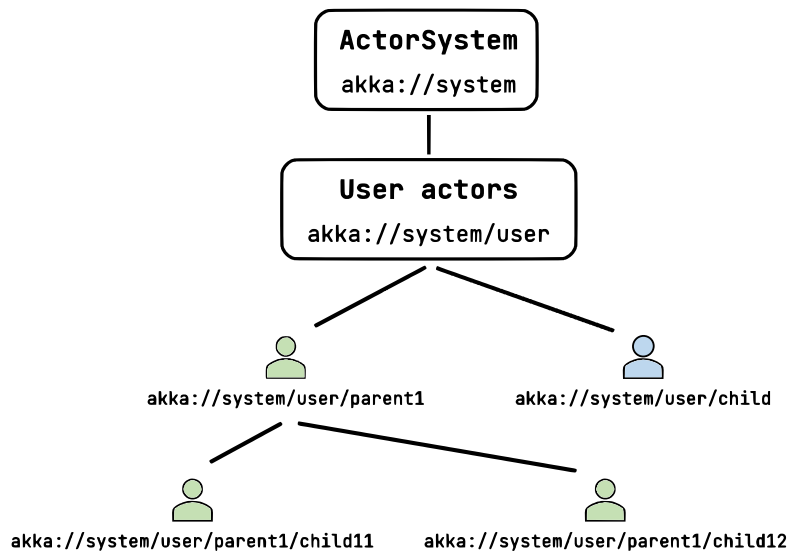 ActorSystem
akka://system
User actors
akka://system/user
akka://system/user/parent1
akka://system/user/child
akka://system/user/parent1/child11
akka://system/user/parent1/child12